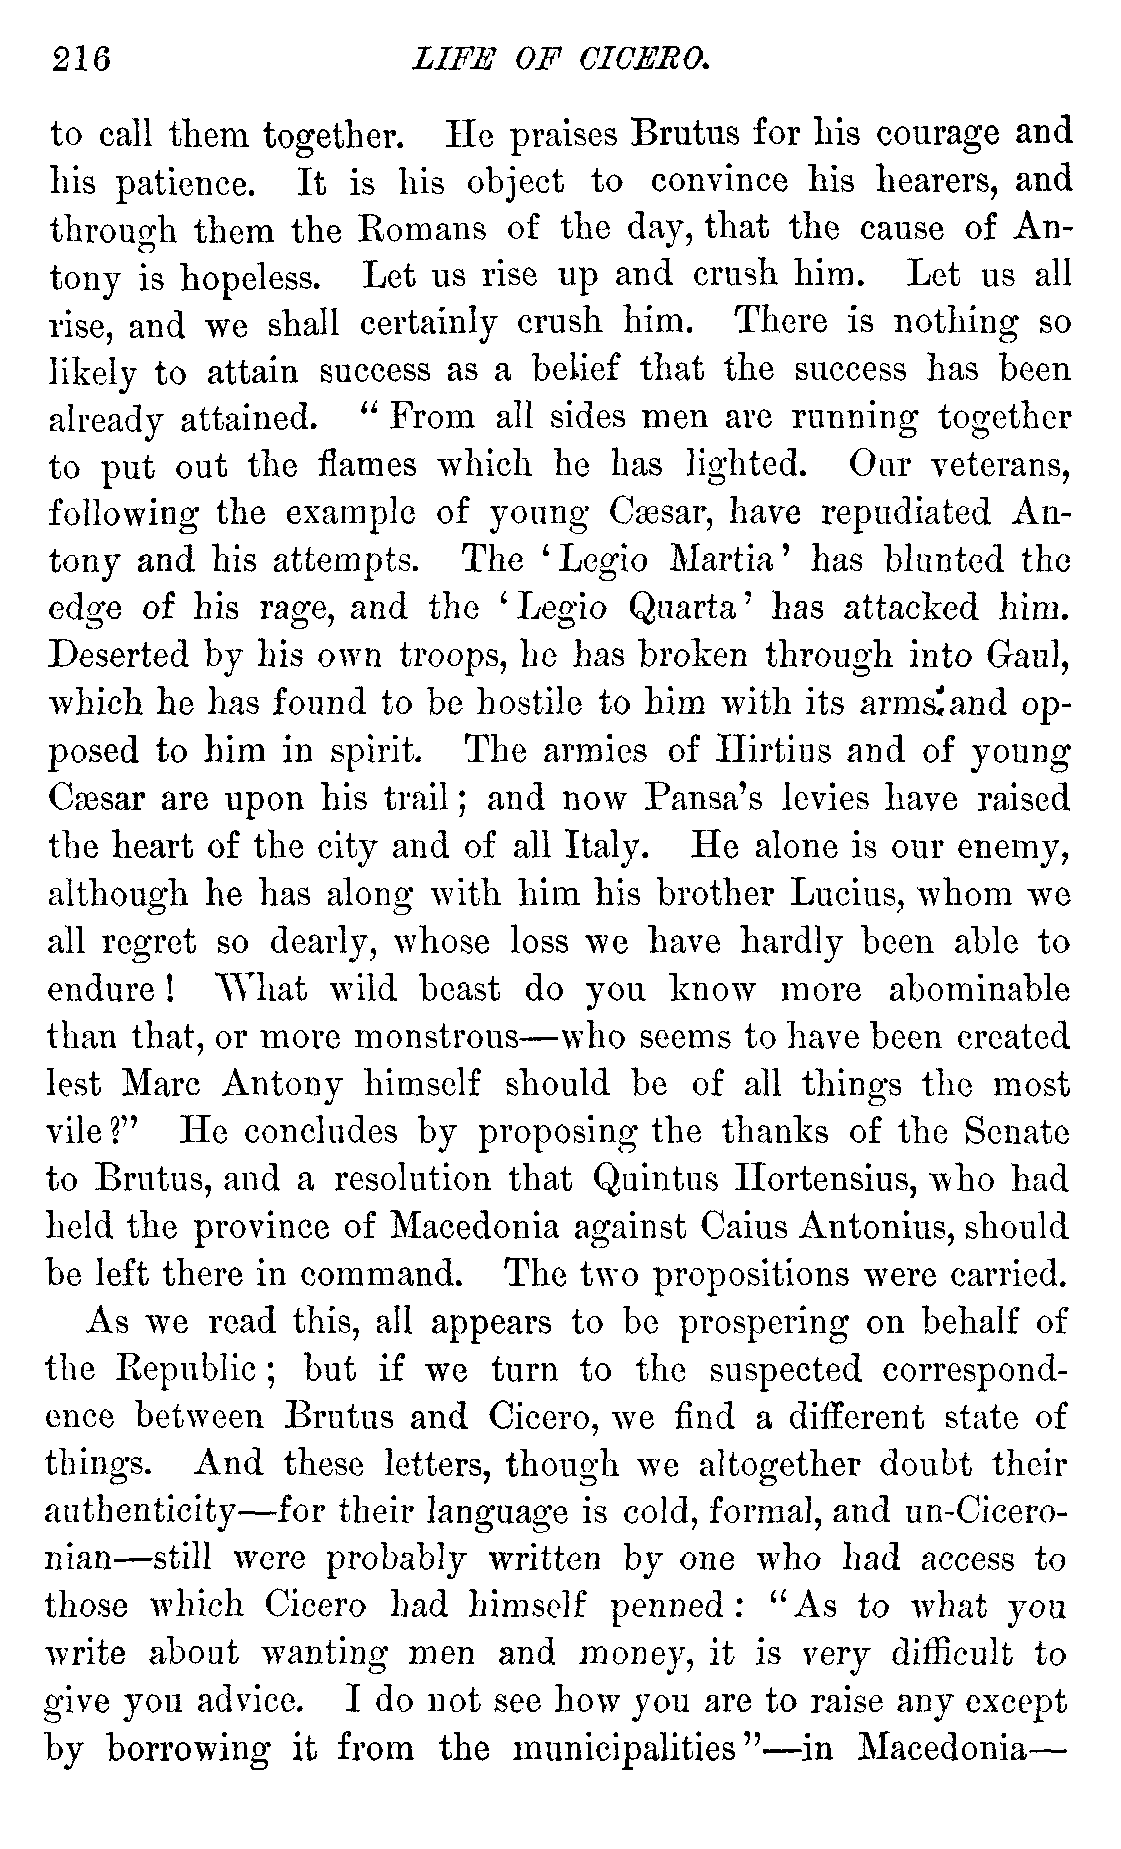 216 LIFE OF CICERO.
to call them together. He praises Brutus for his courage and
his patience. It is his object to convince his hearers, and
through them the Romans of the day, that the cause of An-
tony is hopeless. Let us rise up and crush him. Let us all
rise, and we shall certainly crush him. There is nothing so
likely to attain success as a belief that the success has been
already attained. “From all sides men are running together
to put out the flames which he has lighted. Our veterans,
following the example of young Cæsar, have repudiated An-
tony and his attempts. The ‘Legio Martia’ has blunted the
edge of his rage, and the ‘Legio Quarta’ has attacked him.
Deserted by his own troops, he has broken through into Gaul,
which he has found to be hostile to him with its arms and op-
posed to him in spirit. The armies of Hirtius and of young
Cæsar are upon his trail; and now Pansa’s levies have raised
the heart of the city and of all Italy. He alone is our enemy,
although he has along with him his brother Lucius, whom we
all regret so dearly, whose loss we have hardly been able to
endure! What wild beast do you know more abominable
than that, or more monstrous—who seems to have been created
lest Marc Antony himself should be of all things the most
vile?” He concludes by proposing the thanks of the Senate
to Brutus, and a resolution that Quintus Hortensius, who had
held the province of Macedonia against Caius Antonius, should
be left there in command. The two propositions were carried.
As we read this, all appears to be prospering on behalf of
the Republic; but if we turn to the suspected correspond-
ence between Brutus and Cicero, we find a different state of
things. And these letters, though we altogether doubt their
authenticity—for their language is cold, formal, and un-Cicero-
nian—still were probably written by one who had access to
those which Cicero had himself penned: “As to what you
write about wanting men and money, it is very difficult to
give you advice. I do not see how you are to raise any except
by borrowing it from the municipalities”—in Macedonia—